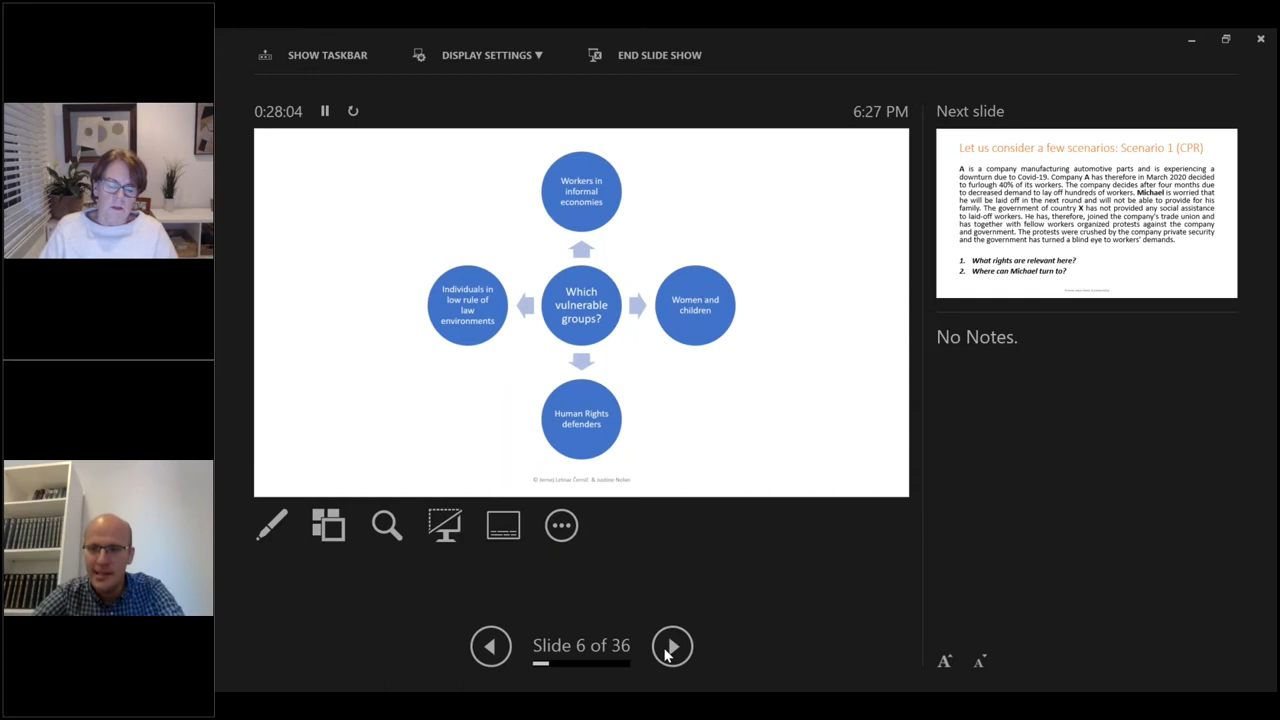 SHOW TASKBAR
DISPLAY SETTINGS ▼
END SLIDE SHOW
0:28:04
6:27 PM
Workers in
informal
economies
Individuals in
low rule of
law
environments
Which
vulnerable
groups?
Women and
children
Human Rights
defenders
© Jernej Letnar Černič & Justine Nolan
Slide 6 of 36
Next slide
Let us consider a few scenarios: Scenario 1 (CPR)
A is a company manufacturing automotive parts and is experiencing a
downturn due to Covid-19. Company A has therefore in March 2020 decided
to furlough 40% of its workers. The company decides after four months due
to decreased demand to lay off hundreds of workers. Michael is worried that
he will be laid off in the next round and will not be able to provide for his
family. The government of country X has not provided any social assistance
to laid-off workers. He has, therefore, joined the company's trade union and
has together with fellow workers organized protests against the company
and government. The protests were crushed by the company private security
and the government has turned a blind eye to workers' demands.
1. What rights are relevant here?
2. Where can Michael turn to?
No Notes.
A A